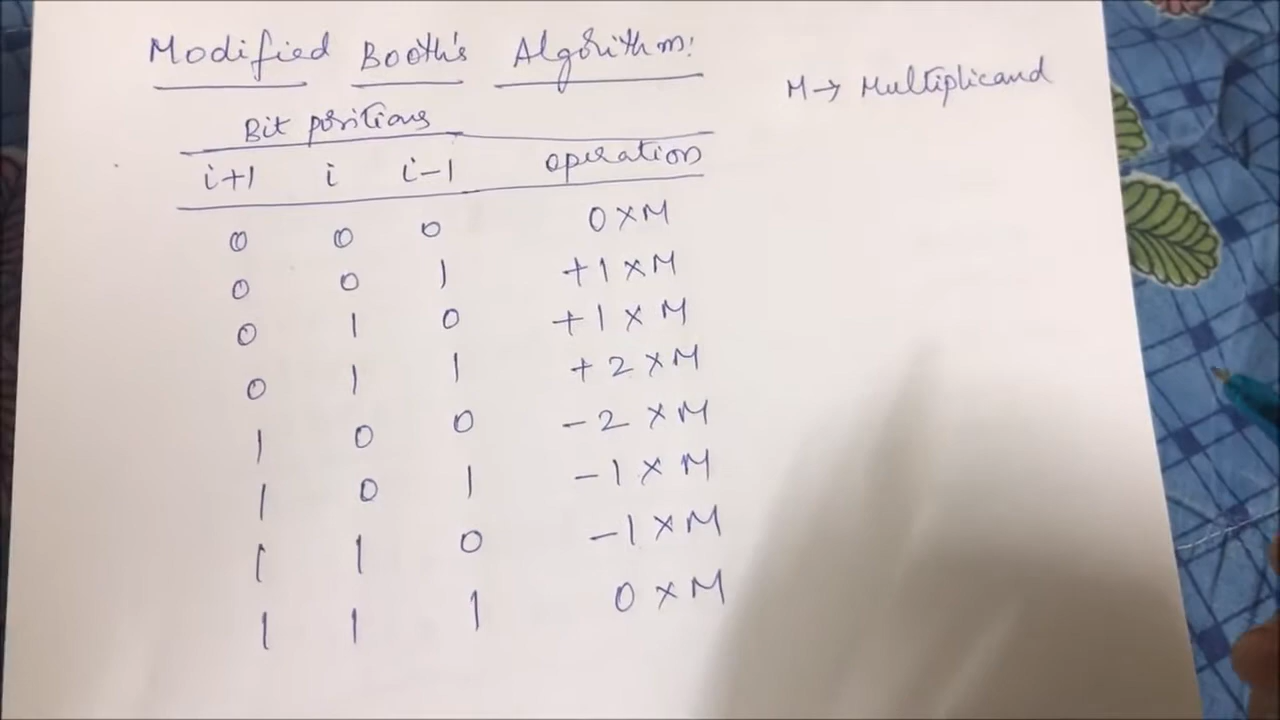 Modified Booth's Algorithm:
M → Multiplicand
Bit positions
i+1 i i-1 operation
0 0 0 0 x M
0 0 1 +1 x M
0 1 0 +1 x M
0 1 1 +2 x M
1 0 0 -2 x M
1 0 1 -1 x M
1 1 0 -1 x M
1 1 1 0 x M